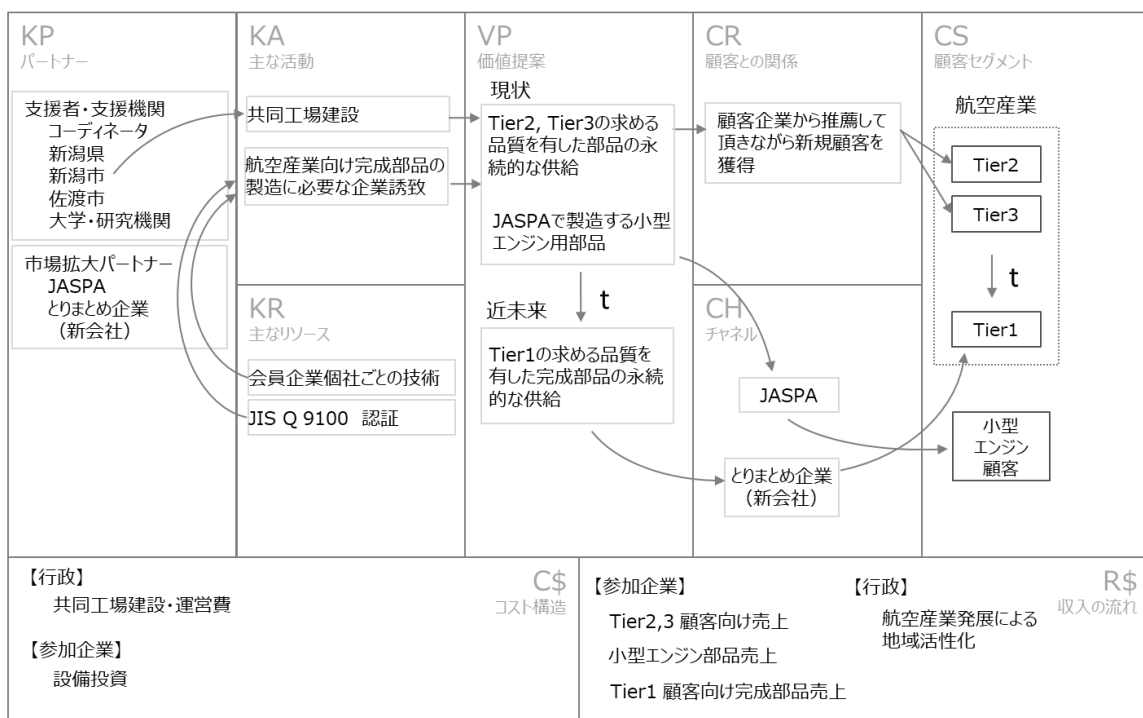 KP
パートナー
支援者・支援機関
コーディネータ
新潟県
新潟市
佐渡市
大学・研究機関
市場拡大パートナー
JASPA
とりまとめ企業
（新会社）
KA
主な活動
共同工場建設
航空産業向け完成部品の
製造に必要な企業誘致
KR
主なリソース
会員企業個社ごとの技術
JIS Q 9100 認証
VP
価値提案
現状
Tier2, Tier3の求める
品質を有した部品の永
続的な供給
JASPAで製造する小型
エンジン用部品
t
近未来
Tier1の求める品質を
有した完成部品の永続
的な供給
CR
顧客との関係
顧客企業から推薦して
頂きながら新規顧客を
獲得
CH
チャネル
JASPA
とりまとめ企業
（新会社）
CS
顧客セグメント
航空産業
Tier2
Tier3
t
Tier1
小型
エンジン
顧客
C$
コスト構造
【行政】
共同工場建設・運営費
【参加企業】
設備投資
R$
収入の流れ
【参加企業】
Tier2,3 顧客向け売上
小型エンジン部品売上
Tier1 顧客向け完成部品売上
【行政】
航空産業発展による
地域活性化